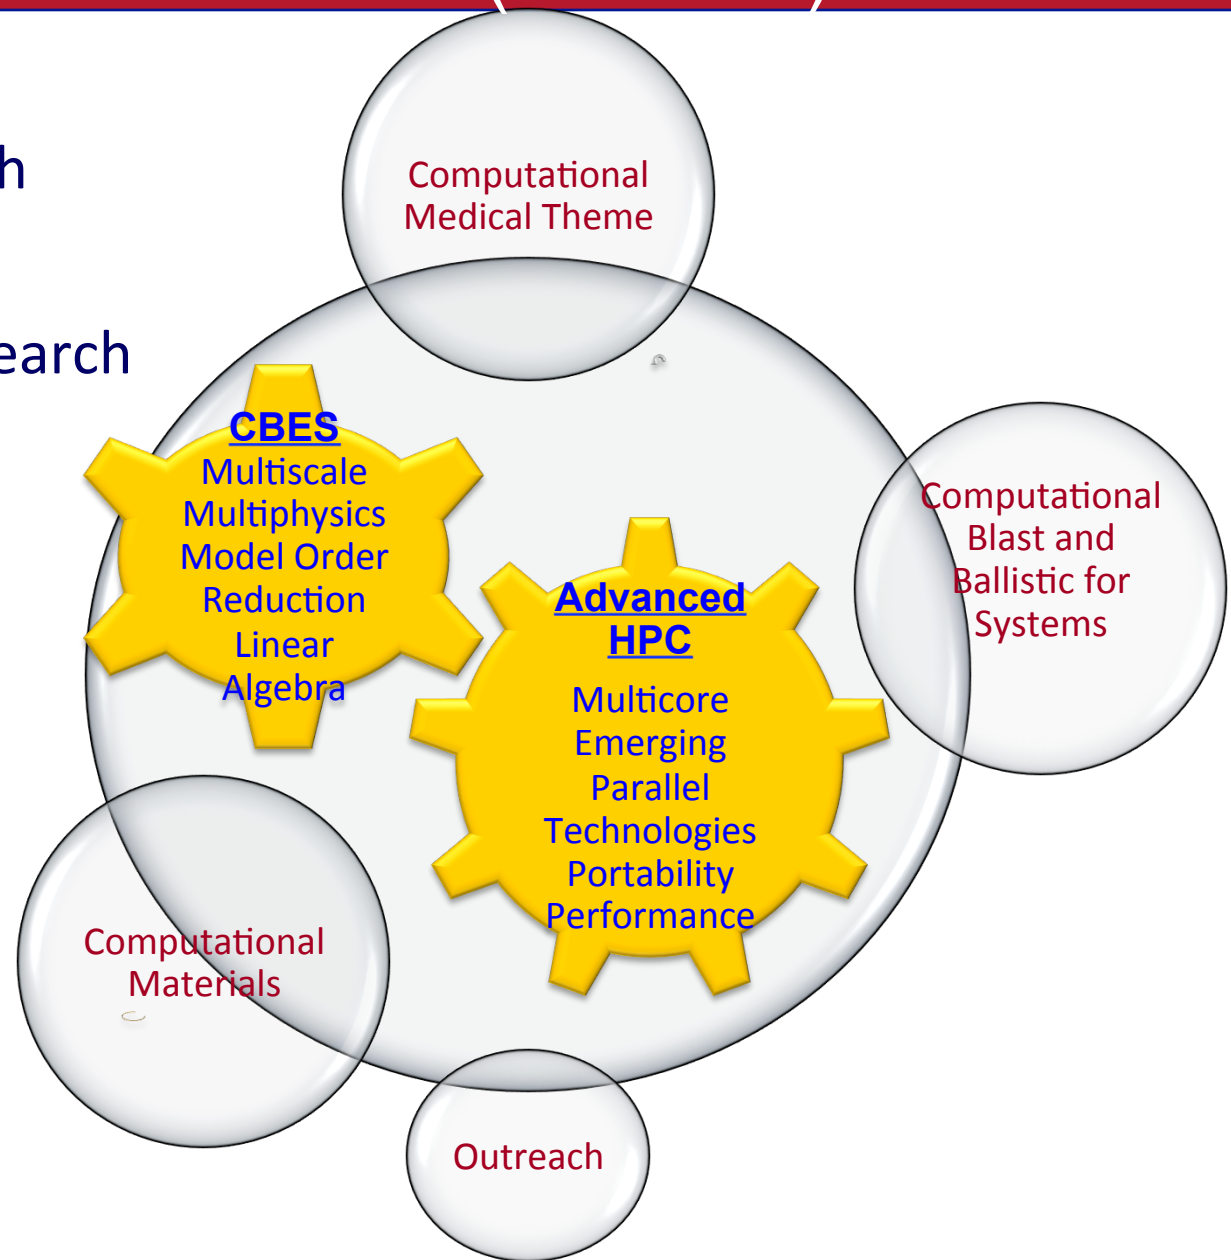 h
earch
Computational
Medical Theme
CBES
Multiscale
Multiphysics
Model Order
Reduction
Linear
Algebra
Computational
Blast and
Ballistic for
Systems
Advanced
HPC
Multicore
Emerging
Parallel
Technologies
Portability
Performance
Computational
Materials
Outreach